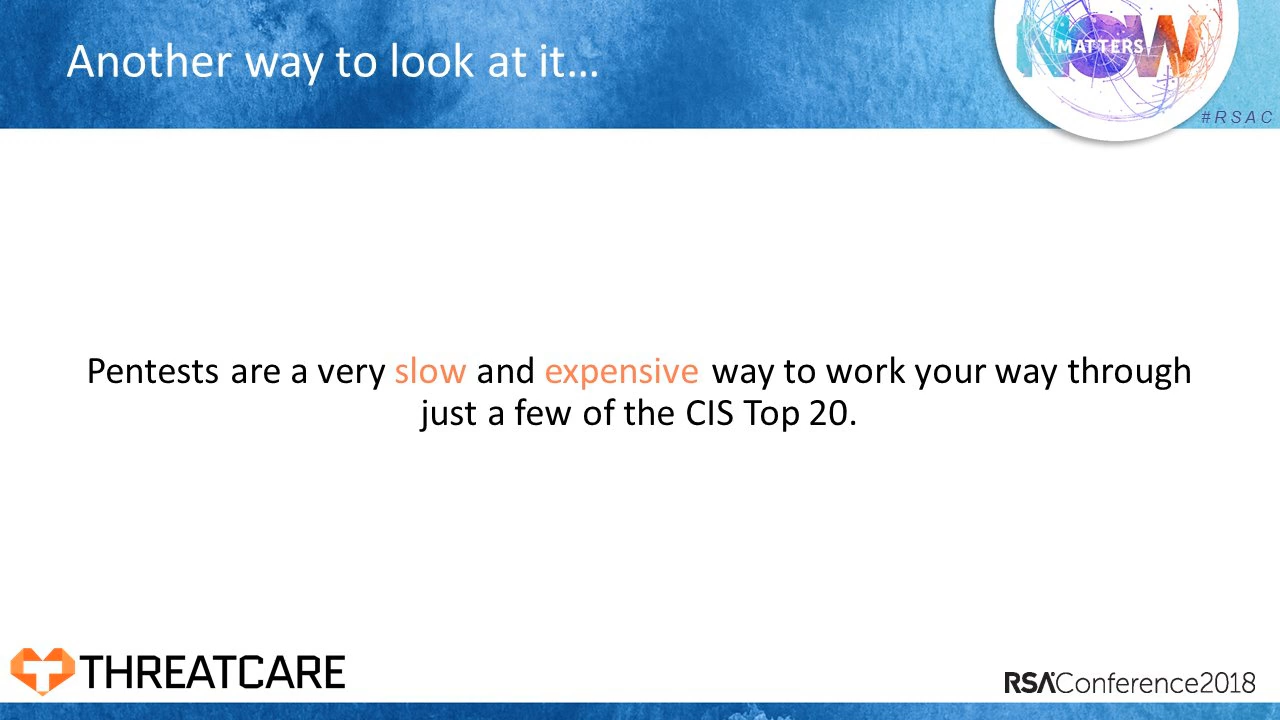 Another way to look at it…
NOW
MATTERS
#RSAC
Pentests are a very slow and expensive way to work your way through
just a few of the CIS Top 20.
THREATCARE
RSAConference2018